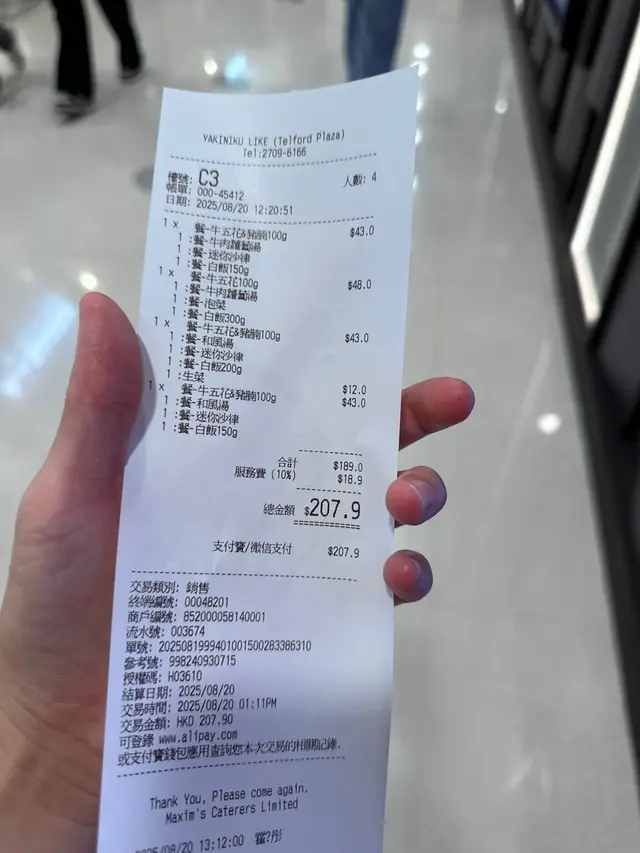 YAKINIKU LIKE (Telford Plaza)
Tel:2709-6166
檯號: C3 人數: 4
帳單: 000-45412
日期: 2025/08/20 12:20:51
1 x 餐-牛五花&豬腩100g $43.0
1 :餐-牛肉蘿蔔湯
1 :餐-迷你沙律
1 :餐-白飯150g
1 x 餐-牛五花100g $48.0
1 :餐-牛肉蘿蔔湯
1 :餐-泡菜
1 :餐-白飯300g
1 x 餐-牛五花&豬腩100g $43.0
1 :餐-和風湯
1 :餐-迷你沙律
1 :餐-白飯200g
1 :生菜 $12.0
1 x 餐-牛五花&豬腩100g $43.0
1 :餐-和風湯
1 :餐-迷你沙律
1 :餐-白飯150g
合計 $189.0
服務費 (10%) $18.9
總金額 $207.9
支付寶/微信支付 $207.9
交易類別: 銷售
終端編號: 00048201
商戶編號: 852000058140001
流水號: 003674
單號: 2025081999401001500283386310
參考號: 998240930715
授權碼: H03610
結算日期: 2025/08/20
交易時間: 2025/08/20 01:11PM
交易金額: HKD 207.90
可登錄 www.alipay.com
或支付寶錢包應用查詢您本次交易的相關記錄.
Thank You, Please come again.
Maxim's Caterers Limited
2025/08/20 13:12:00 霍?彤